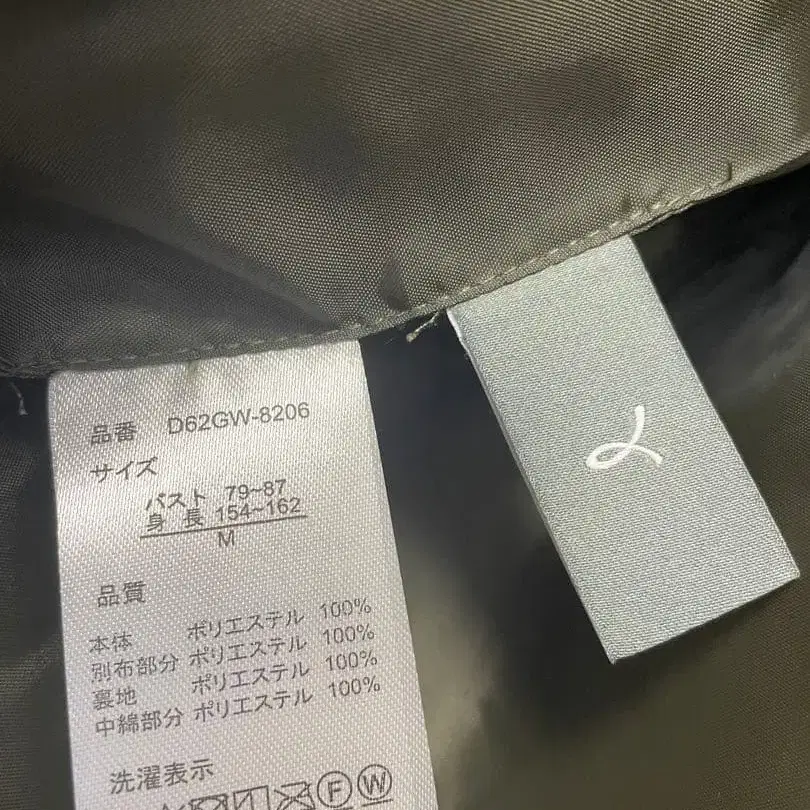 品番 D62GW-8206
サイズ
バスト 79~87
身 長 154~162
M
品質
本体 ポリエステル 100%
別布部分 ポリエステル 100%
裏地 ポリエステル 100%
中綿部分 ポリエステル 100%
洗濯表示
F W